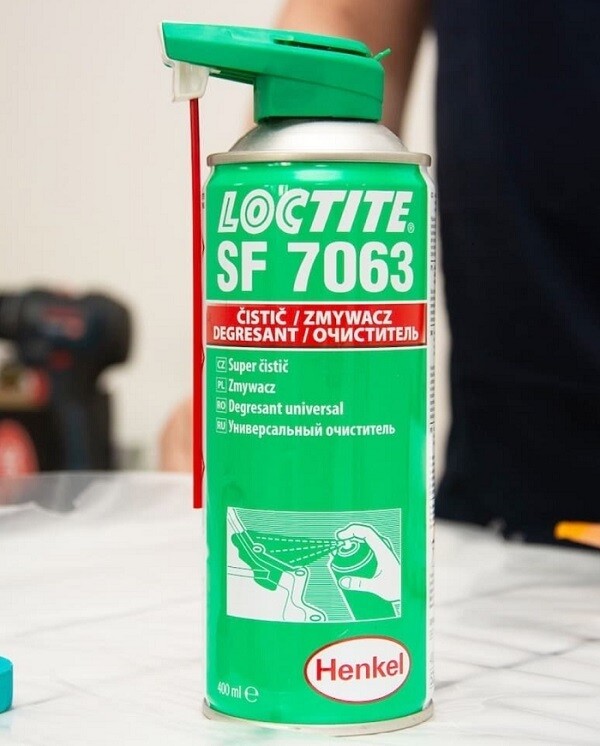 LOCTITE®
SF 7063
ČISTIČ / ZMYWACZ
DEGRESANT / ОЧИСТИТЕЛЬ
CZ Super čistič
PL Zmywacz
RO Degresant universal
RU Универсальный очиститель
Henkel
400 ml e